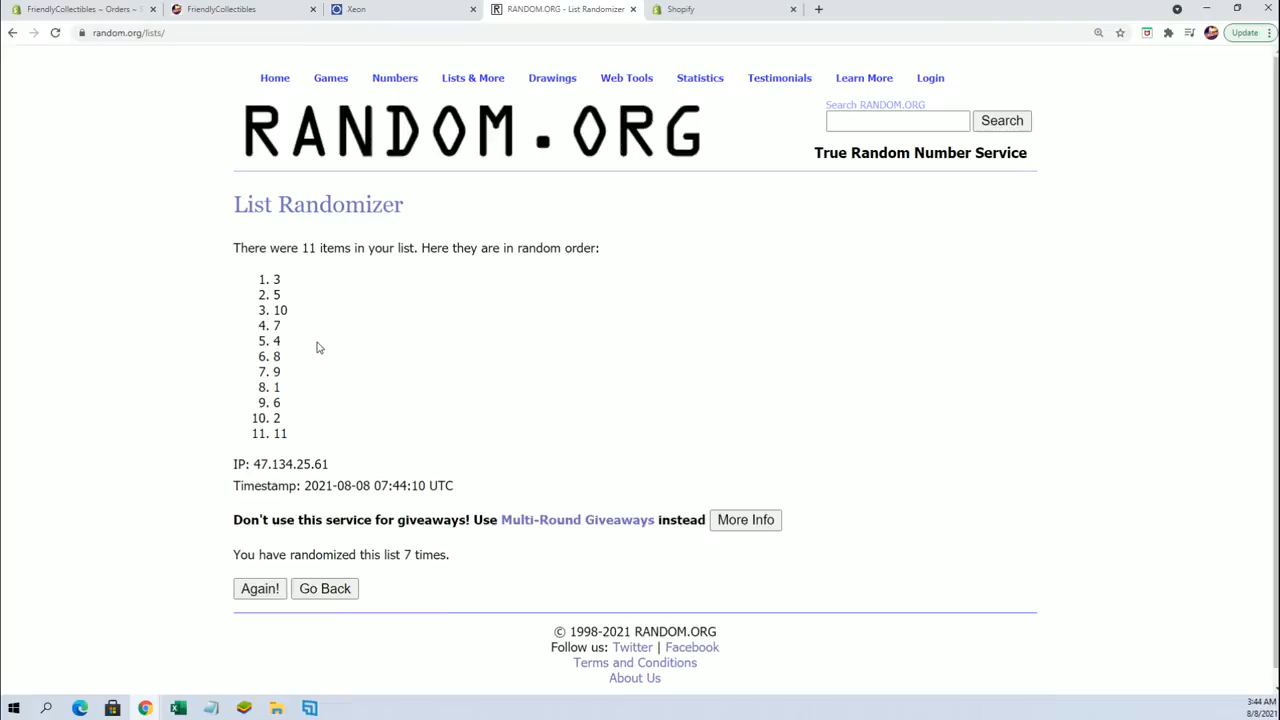 FriendlyCollectibles ~ Orders ~ S
FriendlyCollectibles
Xeon
RANDOM.ORG - List Randomizer
Shopify
random.org/lists/
Update
Home Games Numbers Lists & More Drawings Web Tools Statistics Testimonials Learn More Login
RANDOM.ORG
Search RANDOM.ORG
Search
True Random Number Service
List Randomizer
There were 11 items in your list. Here they are in random order:
1. 3
2. 5
3. 10
4. 7
5. 4
6. 8
7. 9
8. 1
9. 6
10. 2
11. 11
IP: 47.134.25.61
Timestamp: 2021-08-08 07:44:10 UTC
Don't use this service for giveaways! Use Multi-Round Giveaways instead More Info
You have randomized this list 7 times.
Again! Go Back
© 1998-2021 RANDOM.ORG
Follow us: Twitter | Facebook
Terms and Conditions
About Us
3:44 AM
8/8/2021